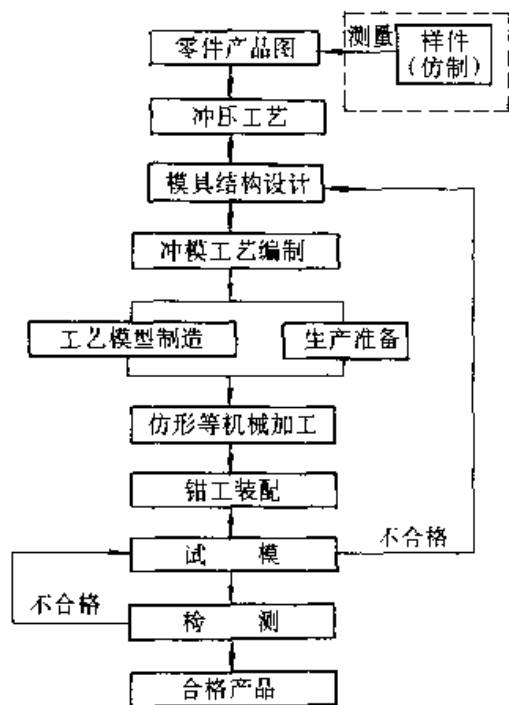 零件产品图
测量
样件
(仿制)
冲压工艺
模具结构设计
冲模工艺编制
工艺模型制造
生产准备
仿形等机械加工
钳工装配
试 模
不合格
不合格
检 测
合格产品